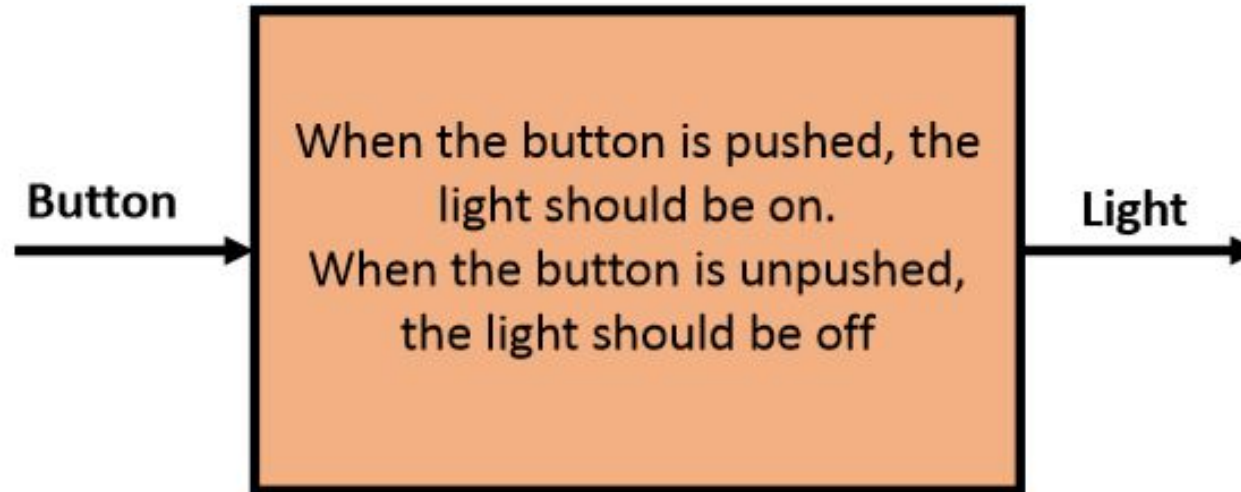 Button
When the button is pushed, the
light should be on.
When the button is unpushed,
the light should be off
Light